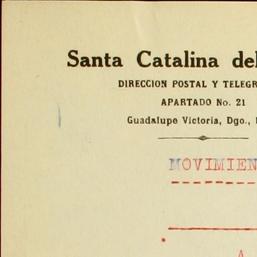 Santa Catalina del
DIRECCION POSTAL Y TELEGR
APARTADO No. 21
Guadalupe Victoria, Dgo.,
MOVIMIEN
A